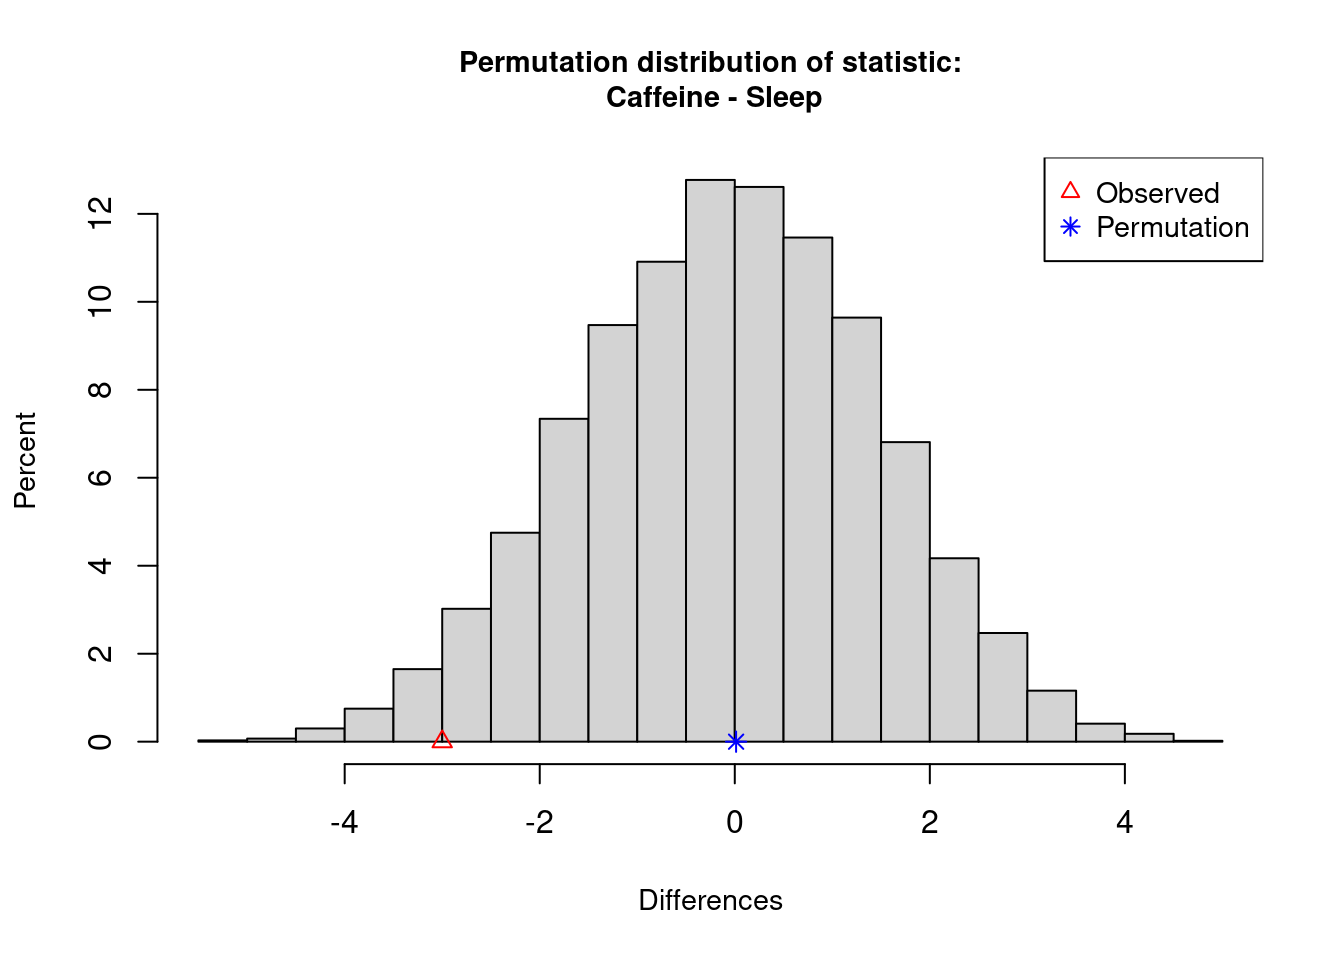 Permutation distribution of statistic:
Caffeine - Sleep
Observed
Permutation
12
10
8
6
4
2
0
Percent
-4 -2 0 2 4
Differences